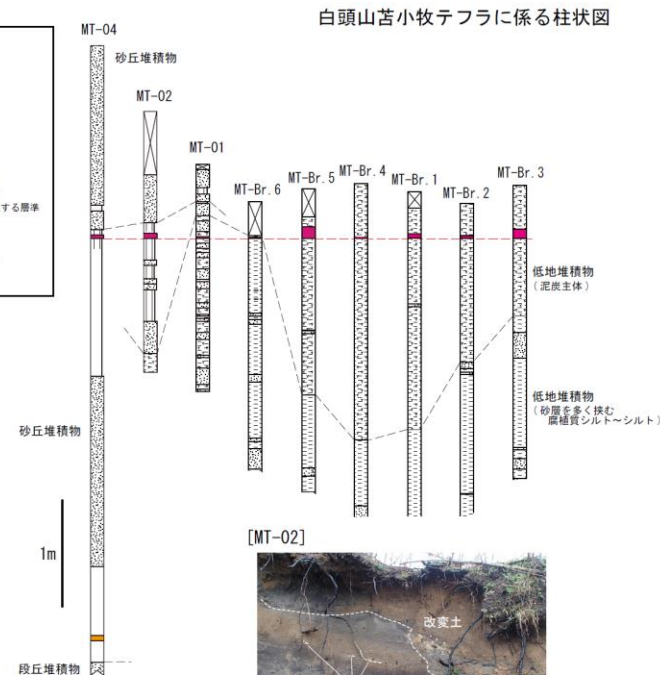 白頭山苫小牧テフラに係る柱状図
MT-04
砂丘堆積物
MT-02
MT-01
MT-Br.6
MT-Br.5
MT-Br.4
MT-Br.1
MT-Br.2
MT-Br.3
する層準
低地堆積物
(泥炭主体)
低地堆積物
(砂層を多く挟む
腐植質シルト～シルト)
砂丘堆積物
1m
[MT-02]
改変土
段丘堆積物